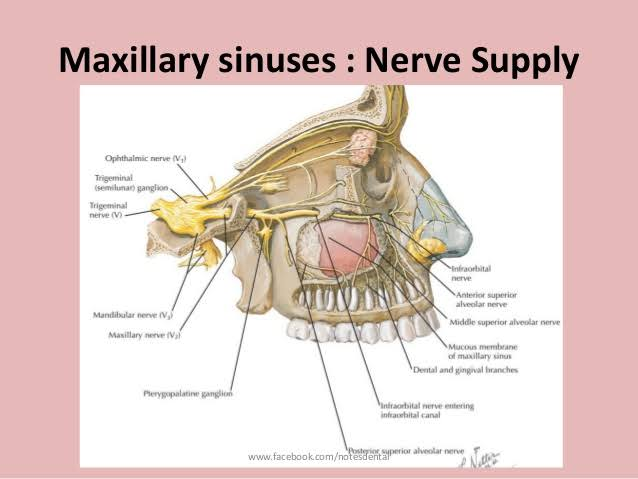 Maxillary sinuses : Nerve Supply
Ophthalmic nerve (V₁)
Trigeminal
(semilunar) ganglion
Trigeminal
nerve (V)
Mandibular nerve (V₃)
Maxillary nerve (V₂)
Pterygopalatine ganglion
Infraorbital
nerve
Anterior superior
alveolar nerve
Middle superior alveolar nerve
Mucous membrane
of maxillary sinus
Dental and gingival branches
Infraorbital nerve entering
infraorbital canal
Posterior superior alveolar nerve
www.facebook.com/notesdental